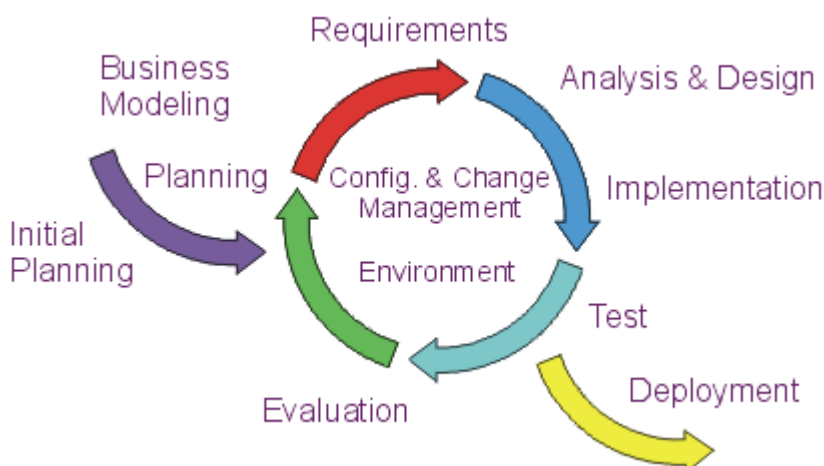 Requirements
Business
Modeling
Analysis & Design
Planning
Config. & Change
Management
Implementation
Initial
Planning
Environment
Test
Evaluation
Deployment